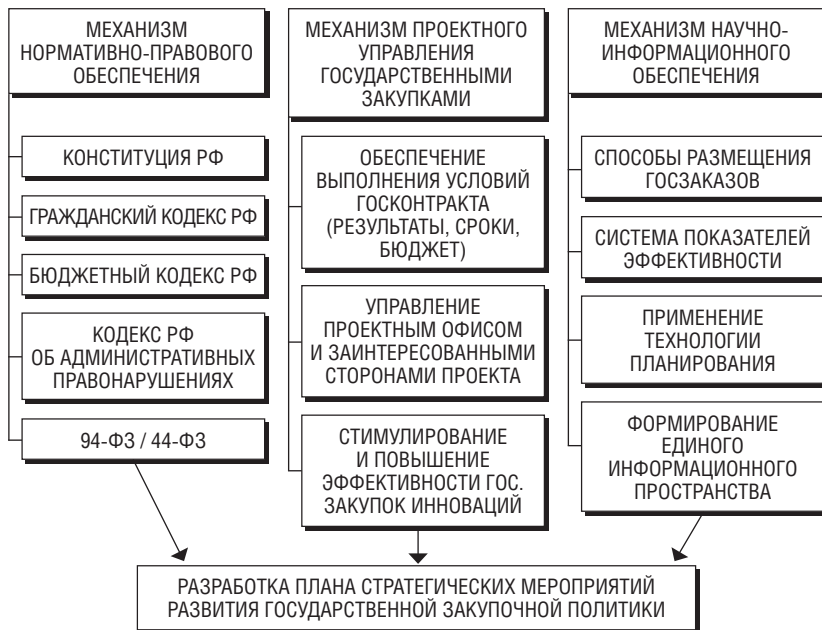 МЕХАНИЗМ
НОРМАТИВНО-ПРАВОВОГО
ОБЕСПЕЧЕНИЯ
КОНСТИТУЦИЯ РФ
ГРАЖДАНСКИЙ КОДЕКС РФ
БЮДЖЕТНЫЙ КОДЕКС РФ
КОДЕКС РФ
ОБ АДМИНИСТРАТИВНЫХ
ПРАВОНАРУШЕНИЯХ
94-ФЗ / 44-ФЗ
МЕХАНИЗМ ПРОЕКТНОГО
УПРАВЛЕНИЯ
ГОСУДАРСТВЕННЫМИ
ЗАКУПКАМИ
ОБЕСПЕЧЕНИЕ
ВЫПОЛНЕНИЯ УСЛОВИЙ
ГОСКОНТРАКТА
(РЕЗУЛЬТАТЫ, СРОКИ,
БЮДЖЕТ)
УПРАВЛЕНИЕ
ПРОЕКТНЫМ ОФИСОМ
И ЗАИНТЕРЕСОВАННЫМИ
СТОРОНАМИ ПРОЕКТА
СТИМУЛИРОВАНИЕ
И ПОВЫШЕНИЕ
ЭФФЕКТИВНОСТИ ГОС.
ЗАКУПОК ИННОВАЦИЙ
МЕХАНИЗМ НАУЧНО-
ИНФОРМАЦИОННОГО
ОБЕСПЕЧЕНИЯ
СПОСОБЫ РАЗМЕЩЕНИЯ
ГОСЗАКАЗОВ
СИСТЕМА ПОКАЗАТЕЛЕЙ
ЭФФЕКТИВНОСТИ
ПРИМЕНЕНИЕ
ТЕХНОЛОГИИ
ПЛАНИРОВАНИЯ
ФОРМИРОВАНИЕ
ЕДИНОГО
ИНФОРМАЦИОННОГО
ПРОСТРАНСТВА
РАЗРАБОТКА ПЛАНА СТРАТЕГИЧЕСКИХ МЕРОПРИЯТИЙ
РАЗВИТИЯ ГОСУДАРСТВЕННОЙ ЗАКУПОЧНОЙ ПОЛИТИКИ